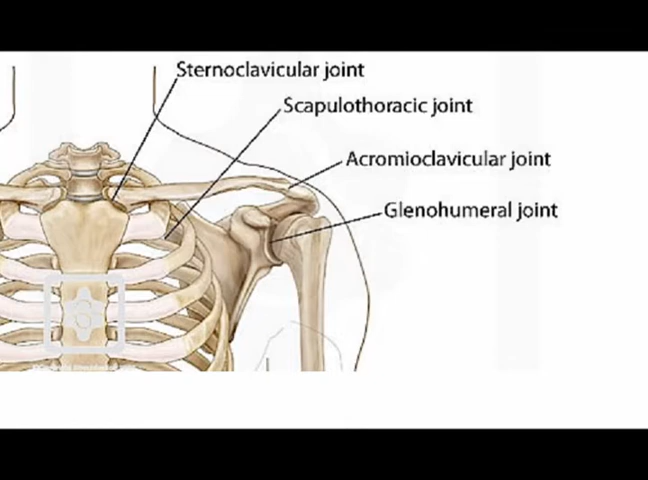 Sternoclavicular joint
Scapulothoracic joint
Acromioclavicular joint
Glenohumeral joint